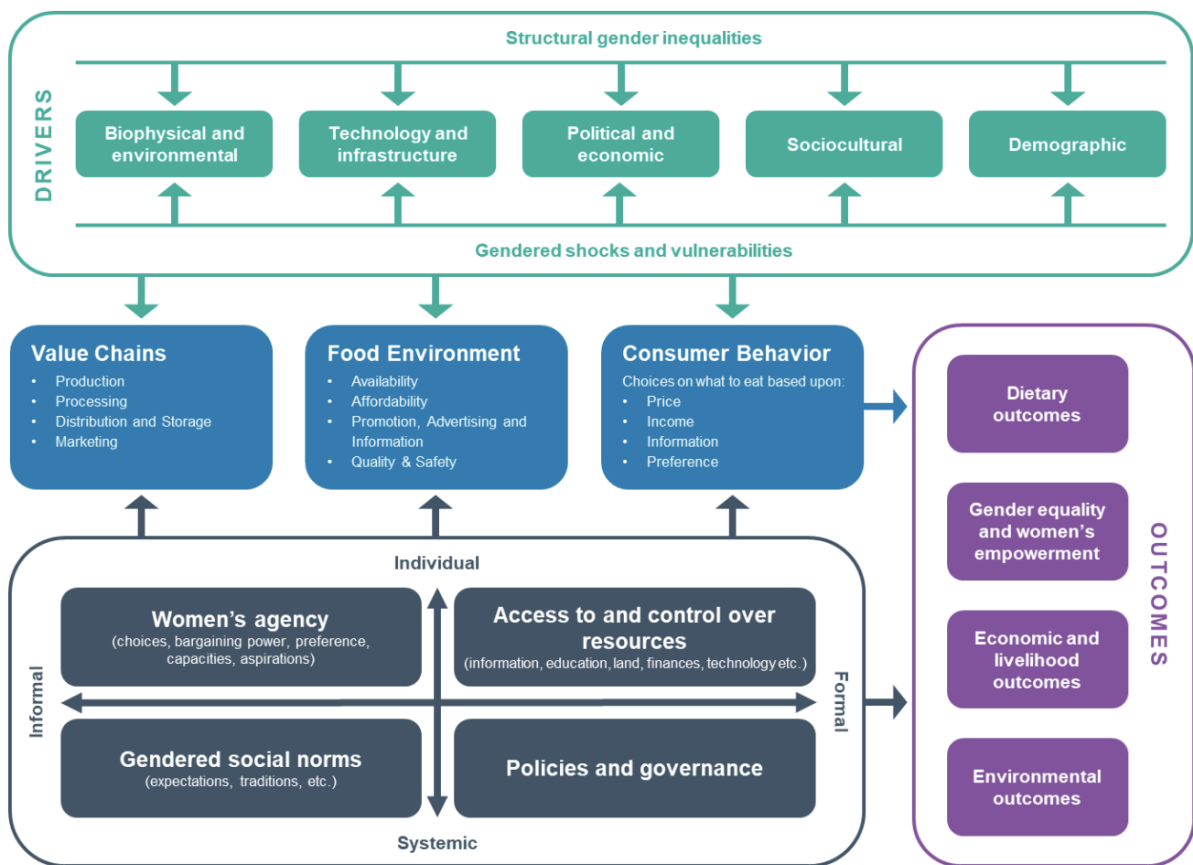 Structural gender inequalities
DRIVERS
Biophysical and
environmental
Technology and
infrastructure
Political and
economic
Sociocultural
Demographic
Gendered shocks and vulnerabilities
Value Chains
• Production
• Processing
• Distribution and Storage
• Marketing
Food Environment
• Availability
• Affordability
• Promotion, Advertising and
Information
• Quality & Safety
Consumer Behavior
Choices on what to eat based upon:
• Price
• Income
• Information
• Preference
Individual
Informal
Women's agency
(choices, bargaining power, preference,
capacities, aspirations)
Access to and control over
resources
(information, education, land, finances, technology etc.)
Formal
Gendered social norms
(expectations, traditions, etc.)
Policies and governance
Systemic
Dietary
outcomes
Gender equality
and women's
empowerment
Economic and
livelihood
outcomes
Environmental
outcomes
OUTCOMES